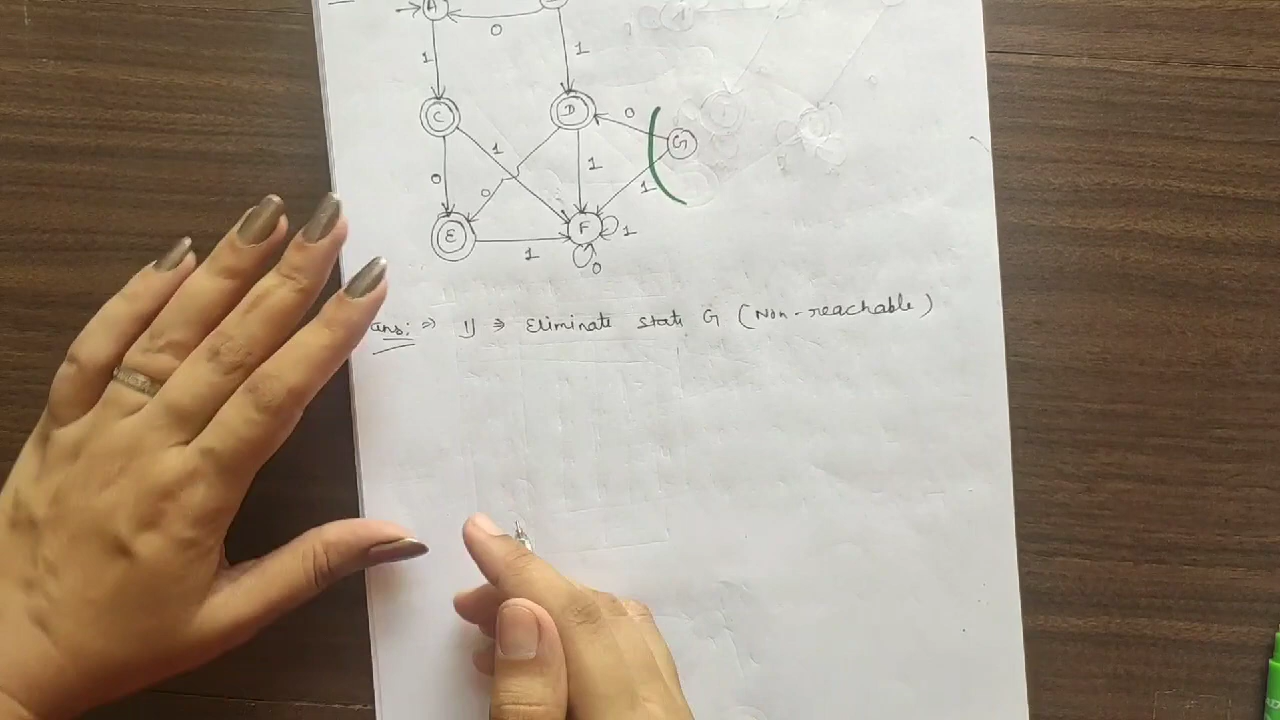 A
0
1
1
C
D
0
G
1
1
0
0
1
E
F
1
1
0
Ans: ⇒ 1) ⇒ Eliminate state G (Non-reachable)